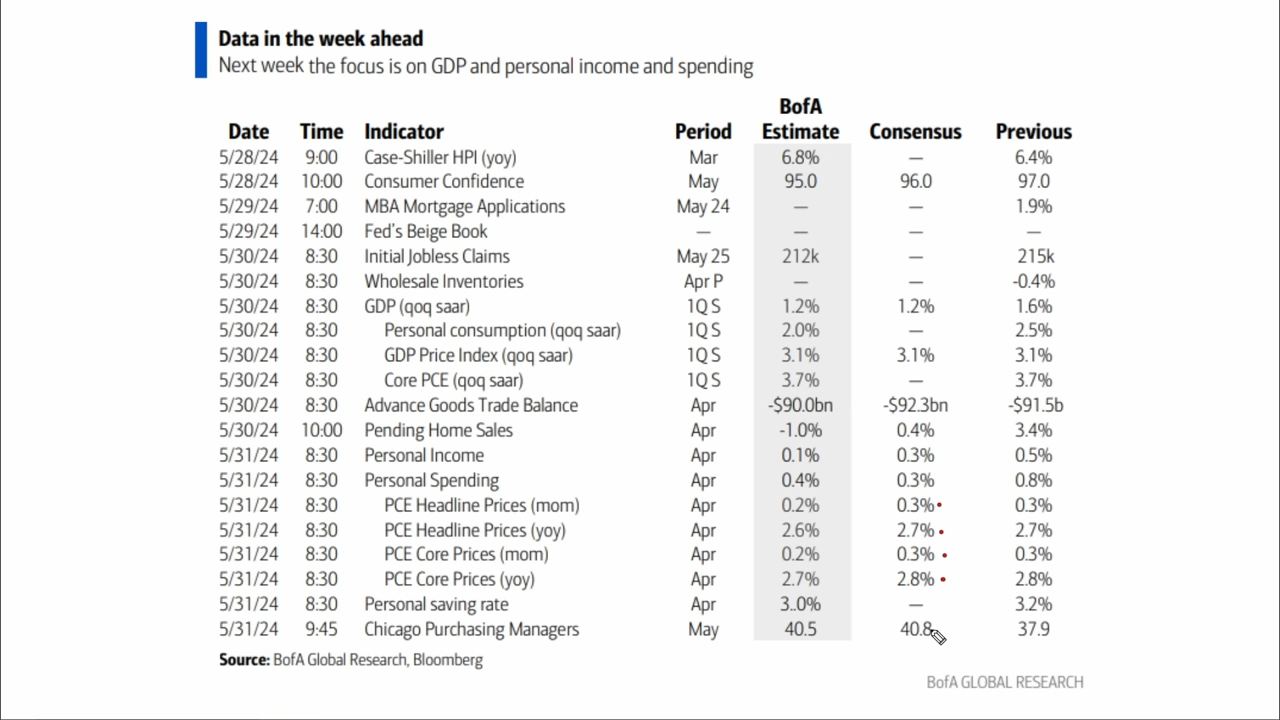 Data in the week ahead
Next week the focus is on GDP and personal income and spending
BofA
Date Time Indicator Period Estimate Consensus Previous
5/28/24 9:00 Case-Shiller HPI (yoy) Mar 6.8% — 6.4%
5/28/24 10:00 Consumer Confidence May 95.0 96.0 97.0
5/29/24 7:00 MBA Mortgage Applications May 24 — — 1.9%
5/29/24 14:00 Fed's Beige Book — — — —
5/30/24 8:30 Initial Jobless Claims May 25 212k — 215k
5/30/24 8:30 Wholesale Inventories Apr P — — -0.4%
5/30/24 8:30 GDP (qoq saar) 1Q S 1.2% 1.2% 1.6%
5/30/24 8:30 Personal consumption (qoq saar) 1Q S 2.0% — 2.5%
5/30/24 8:30 GDP Price Index (qoq saar) 1Q S 3.1% 3.1% 3.1%
5/30/24 8:30 Core PCE (qoq saar) 1Q S 3.7% — 3.7%
5/30/24 8:30 Advance Goods Trade Balance Apr -$90.0bn -$92.3bn -$91.5b
5/30/24 10:00 Pending Home Sales Apr -1.0% 0.4% 3.4%
5/31/24 8:30 Personal Income Apr 0.1% 0.3% 0.5%
5/31/24 8:30 Personal Spending Apr 0.4% 0.3% 0.8%
5/31/24 8:30 PCE Headline Prices (mom) Apr 0.2% 0.3% 0.3%
5/31/24 8:30 PCE Headline Prices (yoy) Apr 2.6% 2.7% 2.7%
5/31/24 8:30 PCE Core Prices (mom) Apr 0.2% 0.3% 0.3%
5/31/24 8:30 PCE Core Prices (yoy) Apr 2.7% 2.8% 2.8%
5/31/24 8:30 Personal saving rate Apr 3..0% — 3.2%
5/31/24 9:45 Chicago Purchasing Managers May 40.5 40.8 37.9
Source: BofA Global Research, Bloomberg
BofA GLOBAL RESEARCH